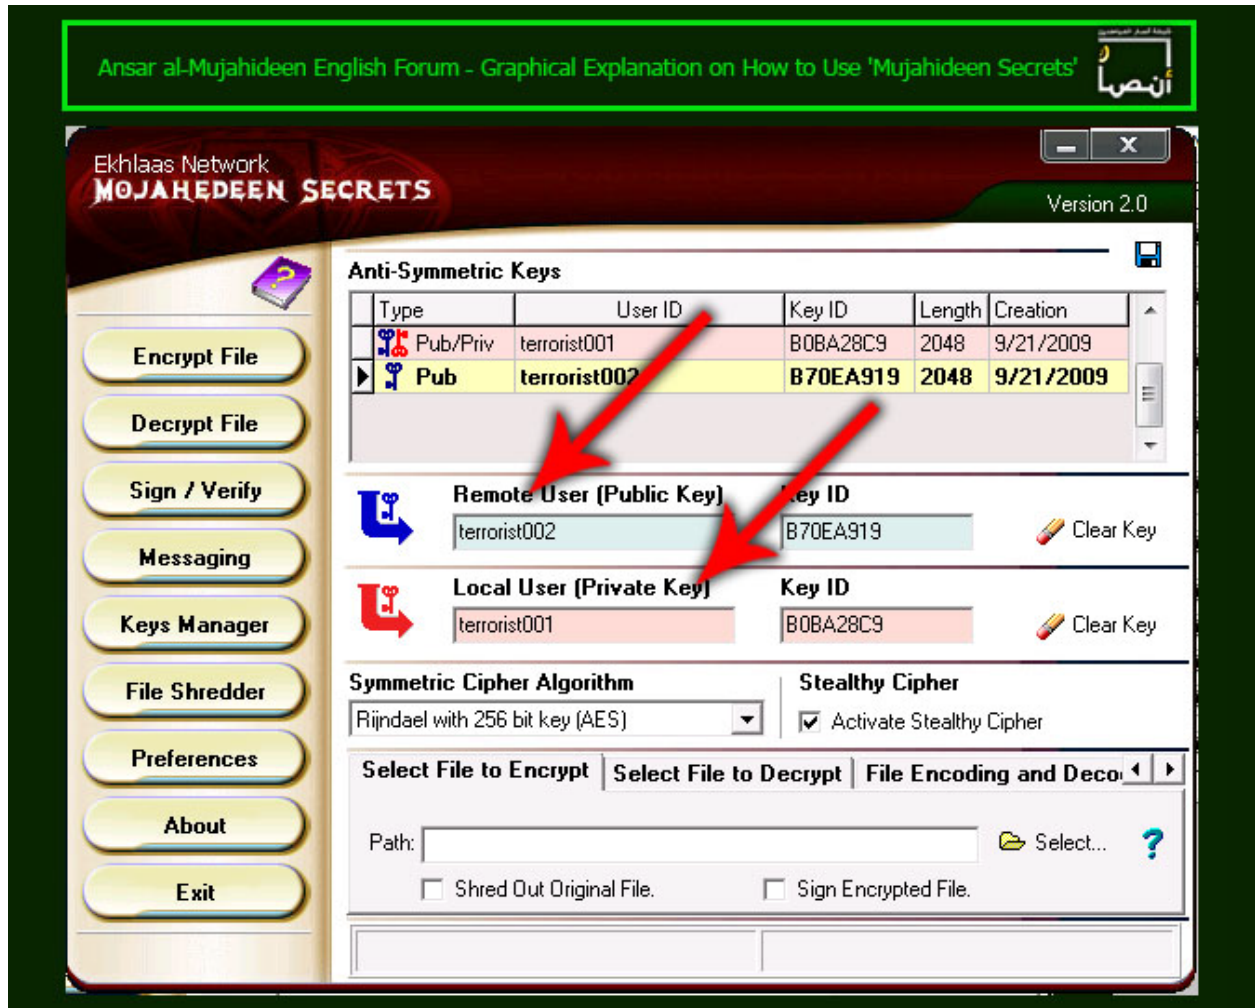 Ansar al-Mujahideen English Forum - Graphical Explanation on How to Use 'Mujahideen Secrets'
أنصار
Ekhlaas Network
MOJAHEDEEN SECRETS
Version 2.0
Encrypt File
Decrypt File
Sign / Verify
Messaging
Keys Manager
File Shredder
Preferences
About
Exit
Anti-Symmetric Keys
Type User ID Key ID Length Creation
Pub/Priv terrorist001 B0BA28C9 2048 9/21/2009
Pub terrorist002 B70EA919 2048 9/21/2009
Remote User (Public Key) Key ID
terrorist002 B70EA919 Clear Key
Local User (Private Key) Key ID
terrorist001 B0BA28C9 Clear Key
Symmetric Cipher Algorithm Stealthy Cipher
Rijndael with 256 bit key (AES) Activate Stealthy Cipher
Select File to Encrypt Select File to Decrypt File Encoding and Deco
Path: Select...
Shred Out Original File. Sign Encrypted File.